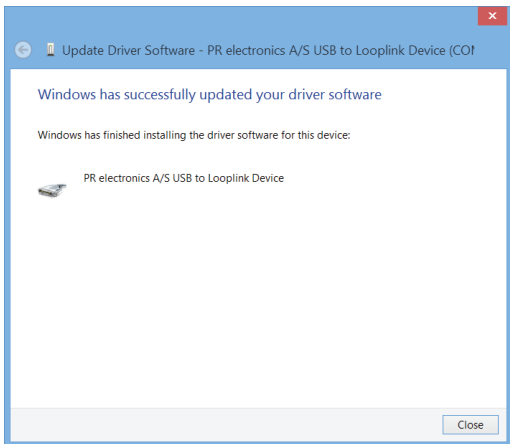 Update Driver Software - PR electronics A/S USB to Looplink Device (COM
Windows has successfully updated your driver software
Windows has finished installing the driver software for this device:
PR electronics A/S USB to Looplink Device
Close